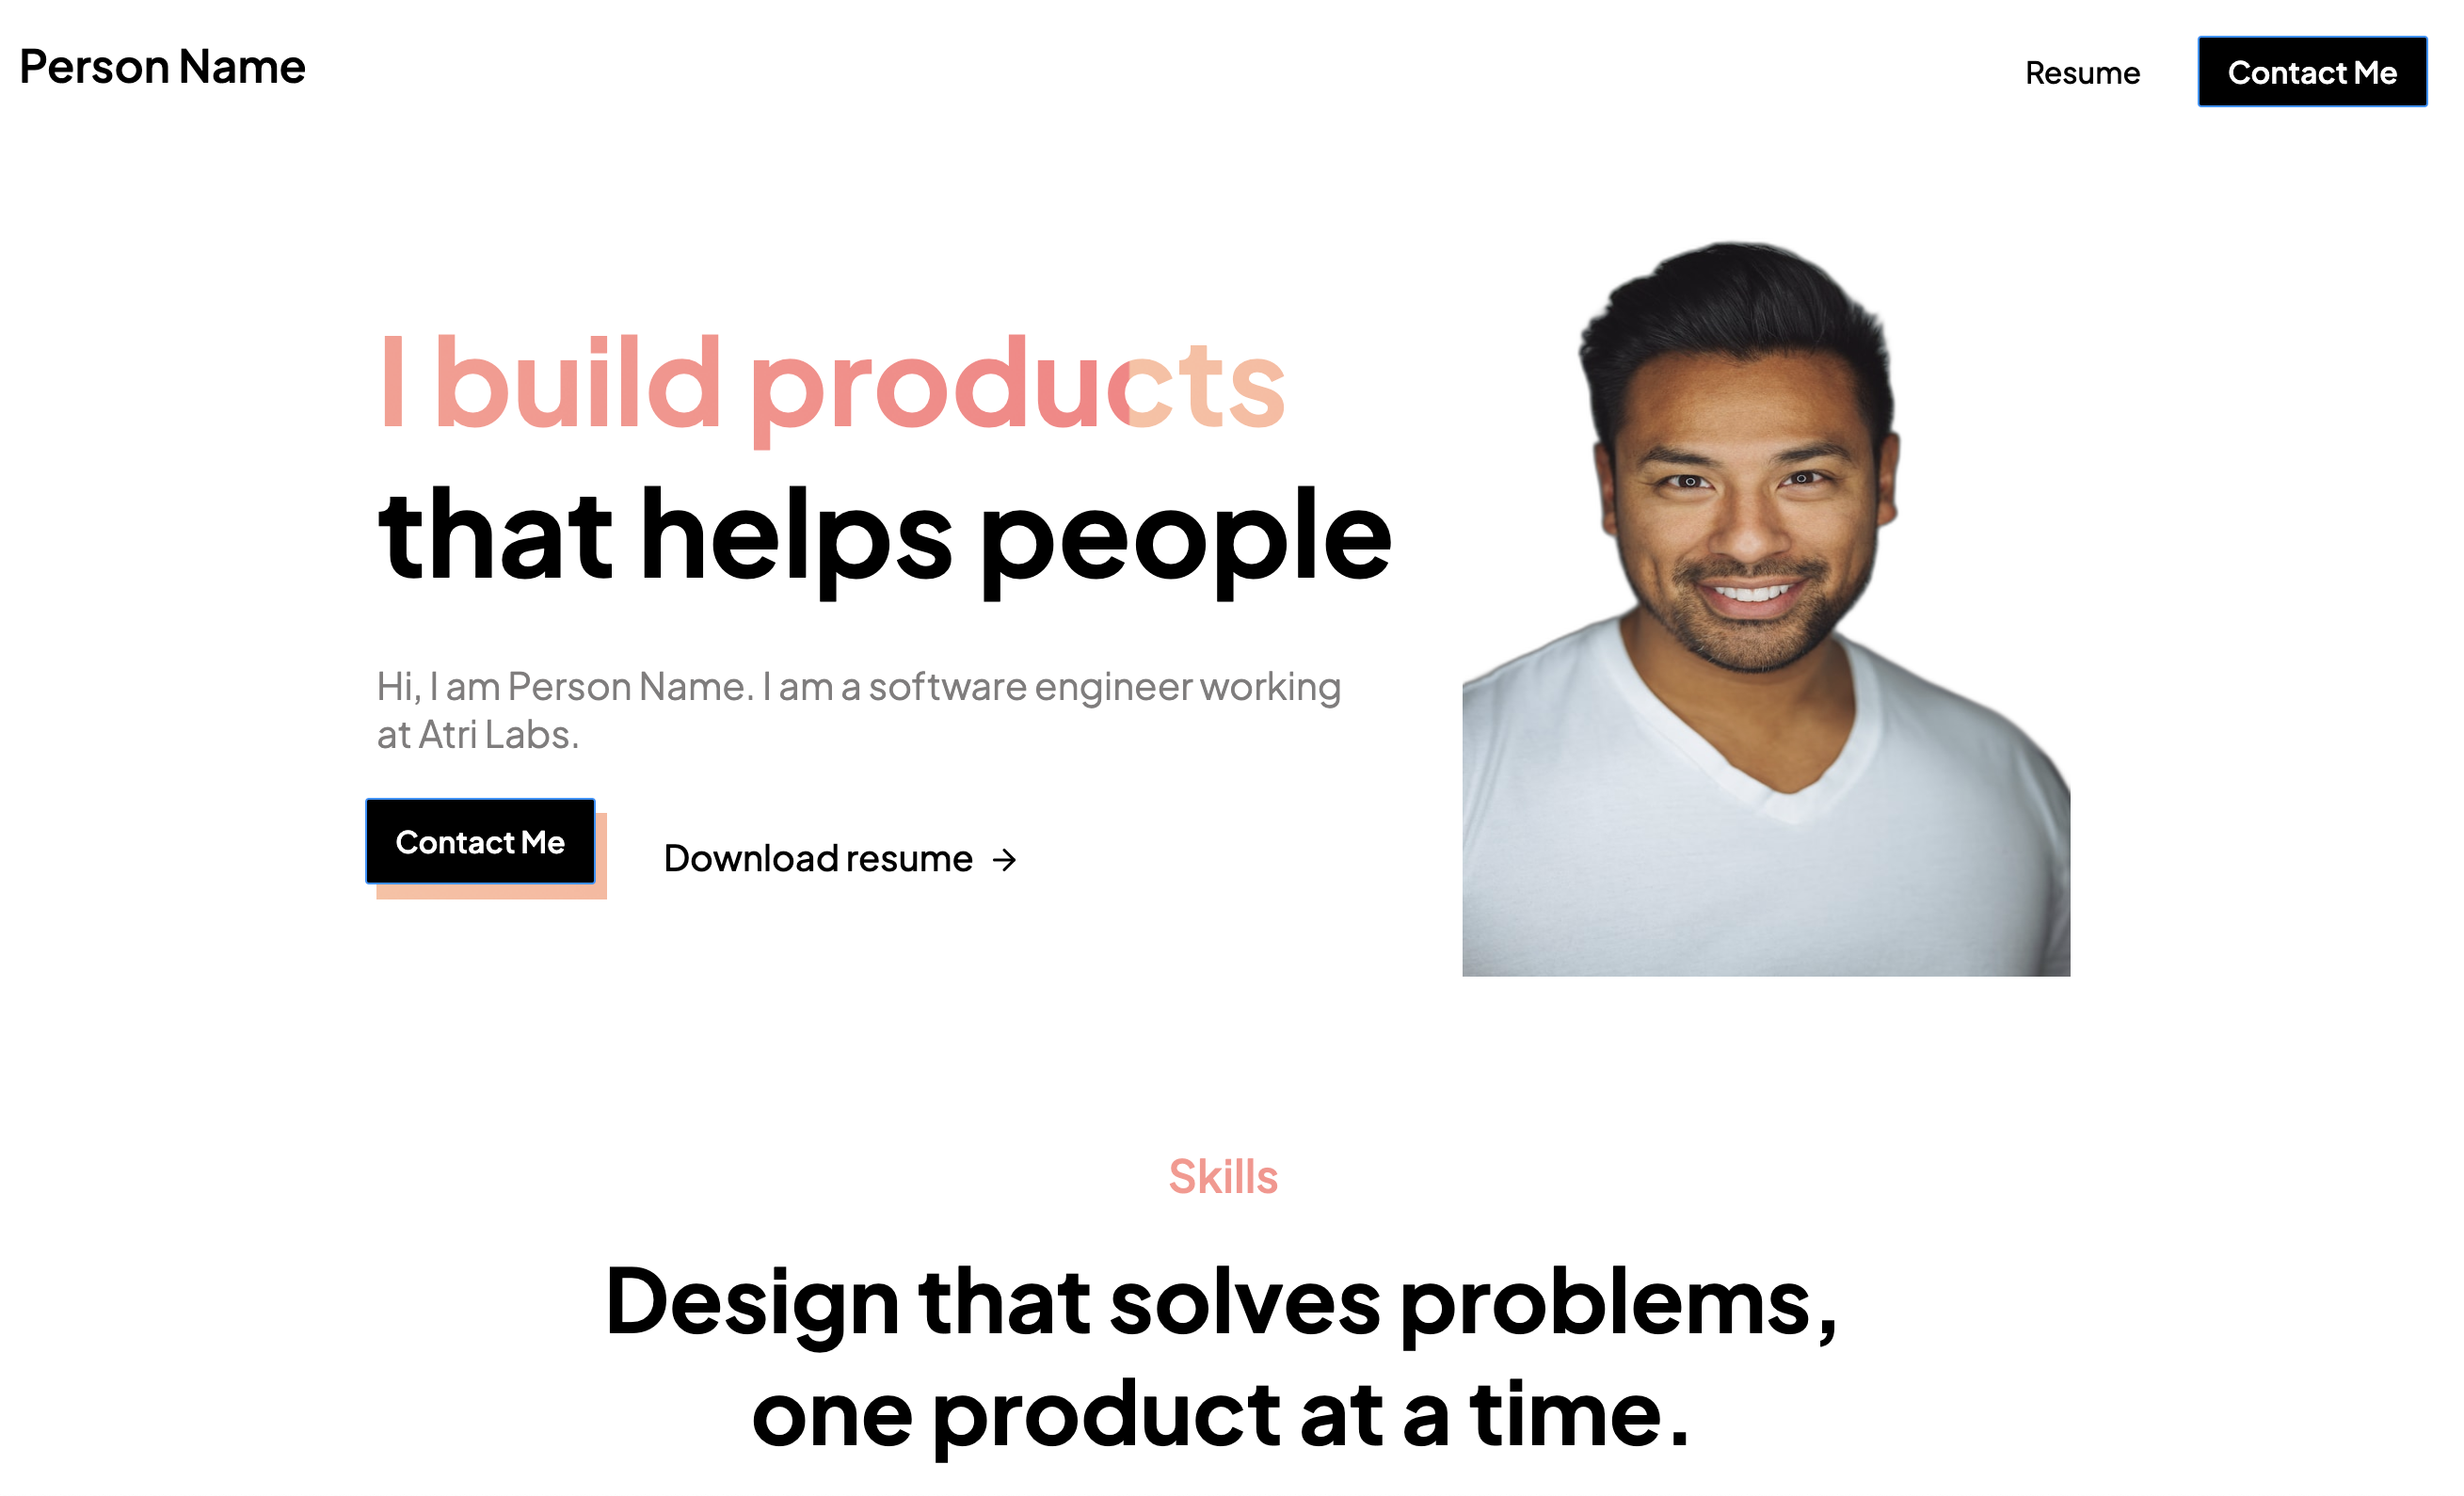 Person Name
Resume
Contact Me
I build products
that helps people
Hi, I am Person Name. I am a software engineer working
at Atri Labs.
Contact Me
Download resume →
Skills
Design that solves problems,
one product at a time.